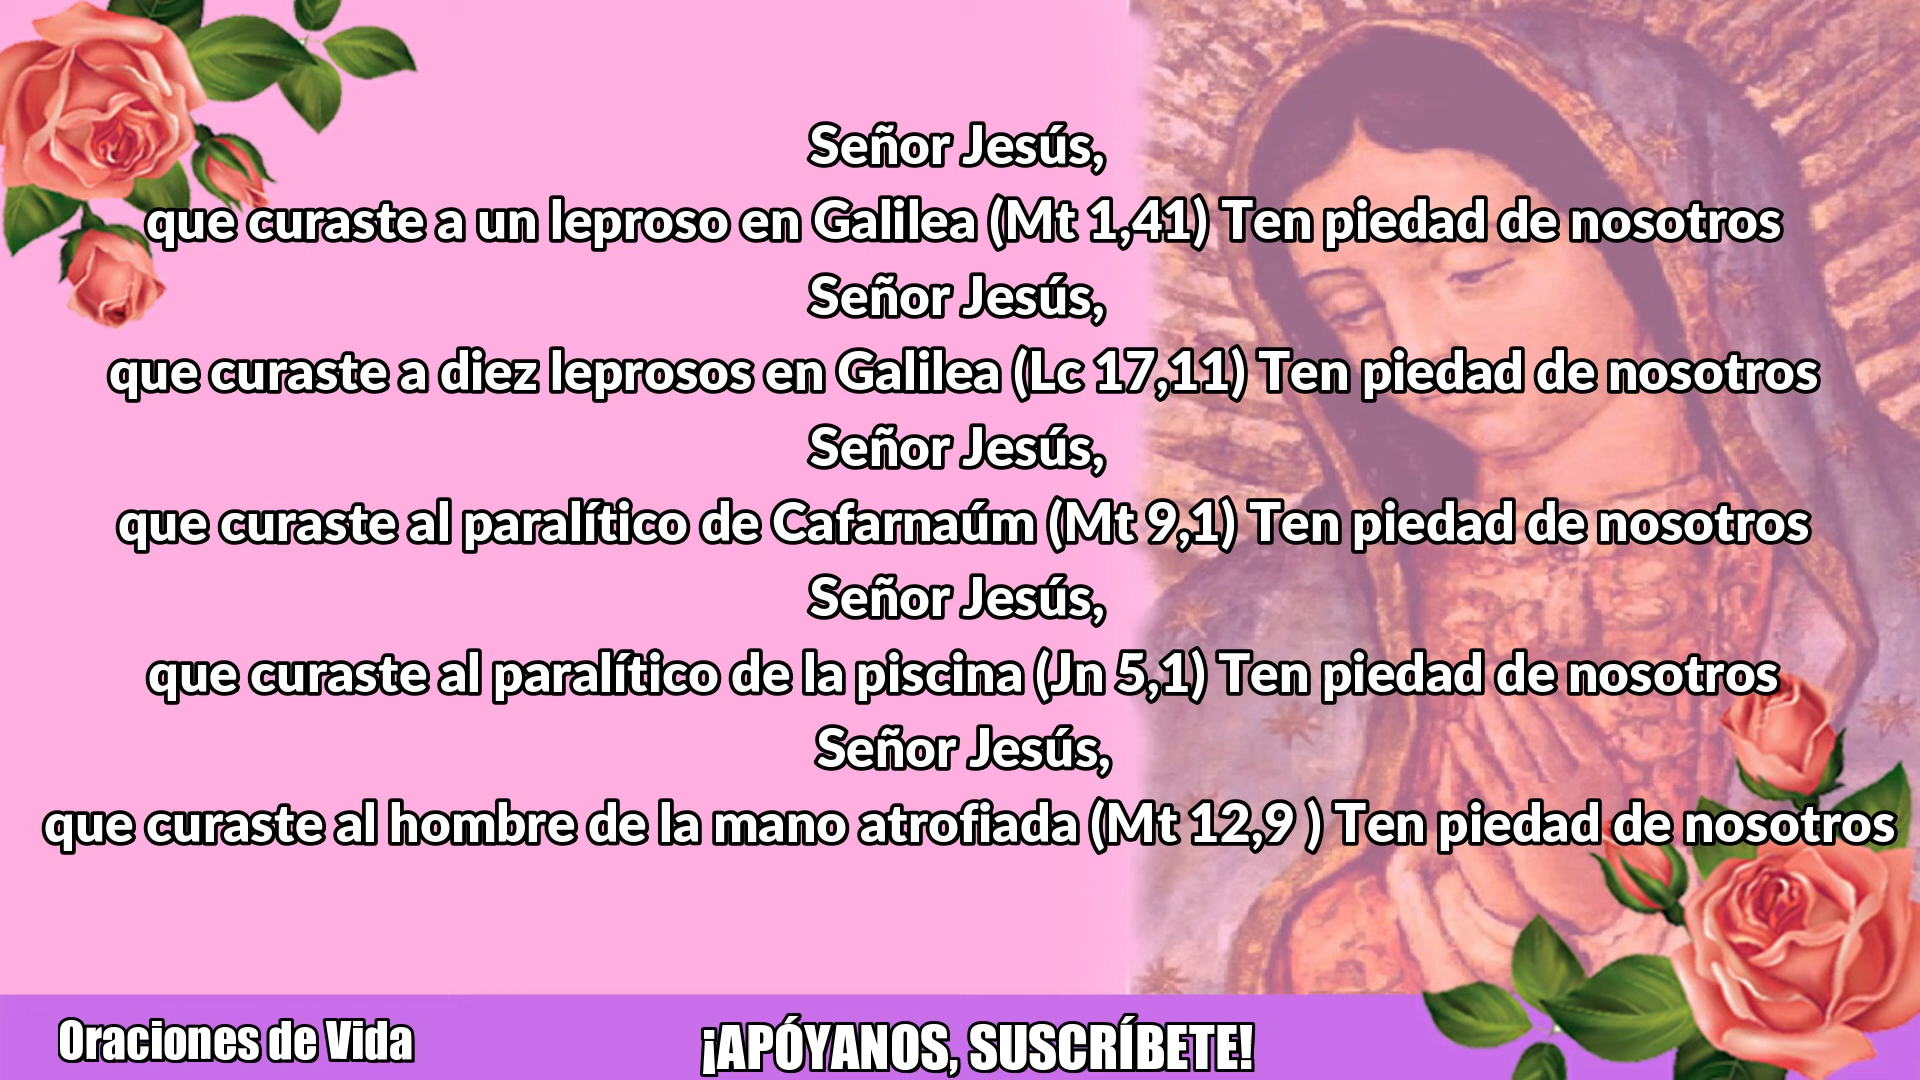 Señor Jesús,
que curaste a un leproso en Galilea (Mt 1,41) Ten piedad de nosotros
Señor Jesús,
que curaste a diez leprosos en Galilea (Lc 17,11) Ten piedad de nosotros
Señor Jesús,
que curaste al paralítico de Cafarnaúm (Mt 9,1) Ten piedad de nosotros
Señor Jesús,
que curaste al paralítico de la piscina (Jn 5,1) Ten piedad de nosotros
Señor Jesús,
que curaste al hombre de la mano atrofiada (Mt 12,9 ) Ten piedad de nosotros
Oraciones de Vida
¡APÓYANOS, SUSCRÍBETE!